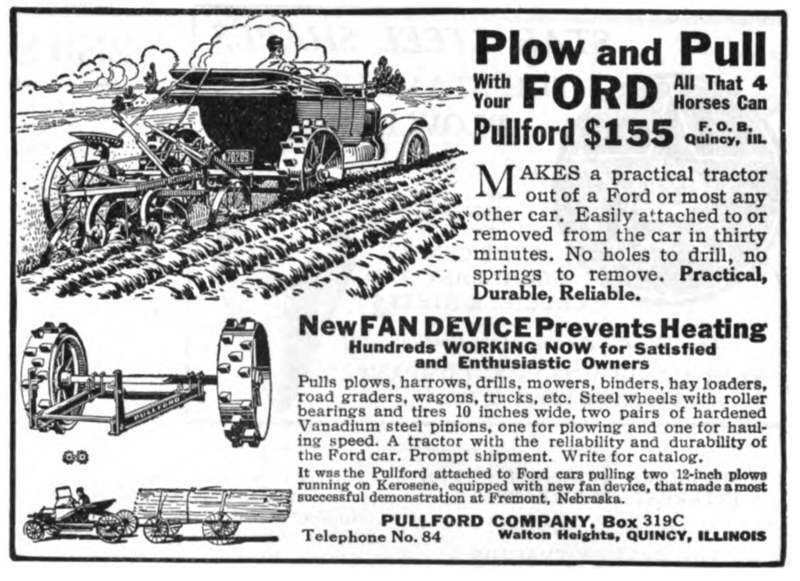 Plow and Pull
With Your FORD All That 4 Horses Can
Pullford $155 F. O. B. Quincy, Ill.
MAKES a practical tractor
out of a Ford or most any
other car. Easily attached to or
removed from the car in thirty
minutes. No holes to drill, no
springs to remove. Practical,
Durable, Reliable.
70209
New FAN DEVICE Prevents Heating
Hundreds WORKING NOW for Satisfied
and Enthusiastic Owners
Pulls plows, harrows, drills, mowers, binders, hay loaders,
road graders, wagons, trucks, etc. Steel wheels with roller
bearings and tires 10 inches wide, two pairs of hardened
Vanadium steel pinions, one for plowing and one for haul-
ing speed. A tractor with the reliability and durability of
the Ford car. Prompt shipment. Write for catalog.
It was the Pullford attached to Ford cars pulling two 12-inch plows
running on Kerosene, equipped with new fan device, that made a most
successful demonstration at Fremont, Nebraska.
PULLFORD
PULLFORD COMPANY, Box 319C
Telephone No. 84 Walton Heights, QUINCY, ILLINOIS